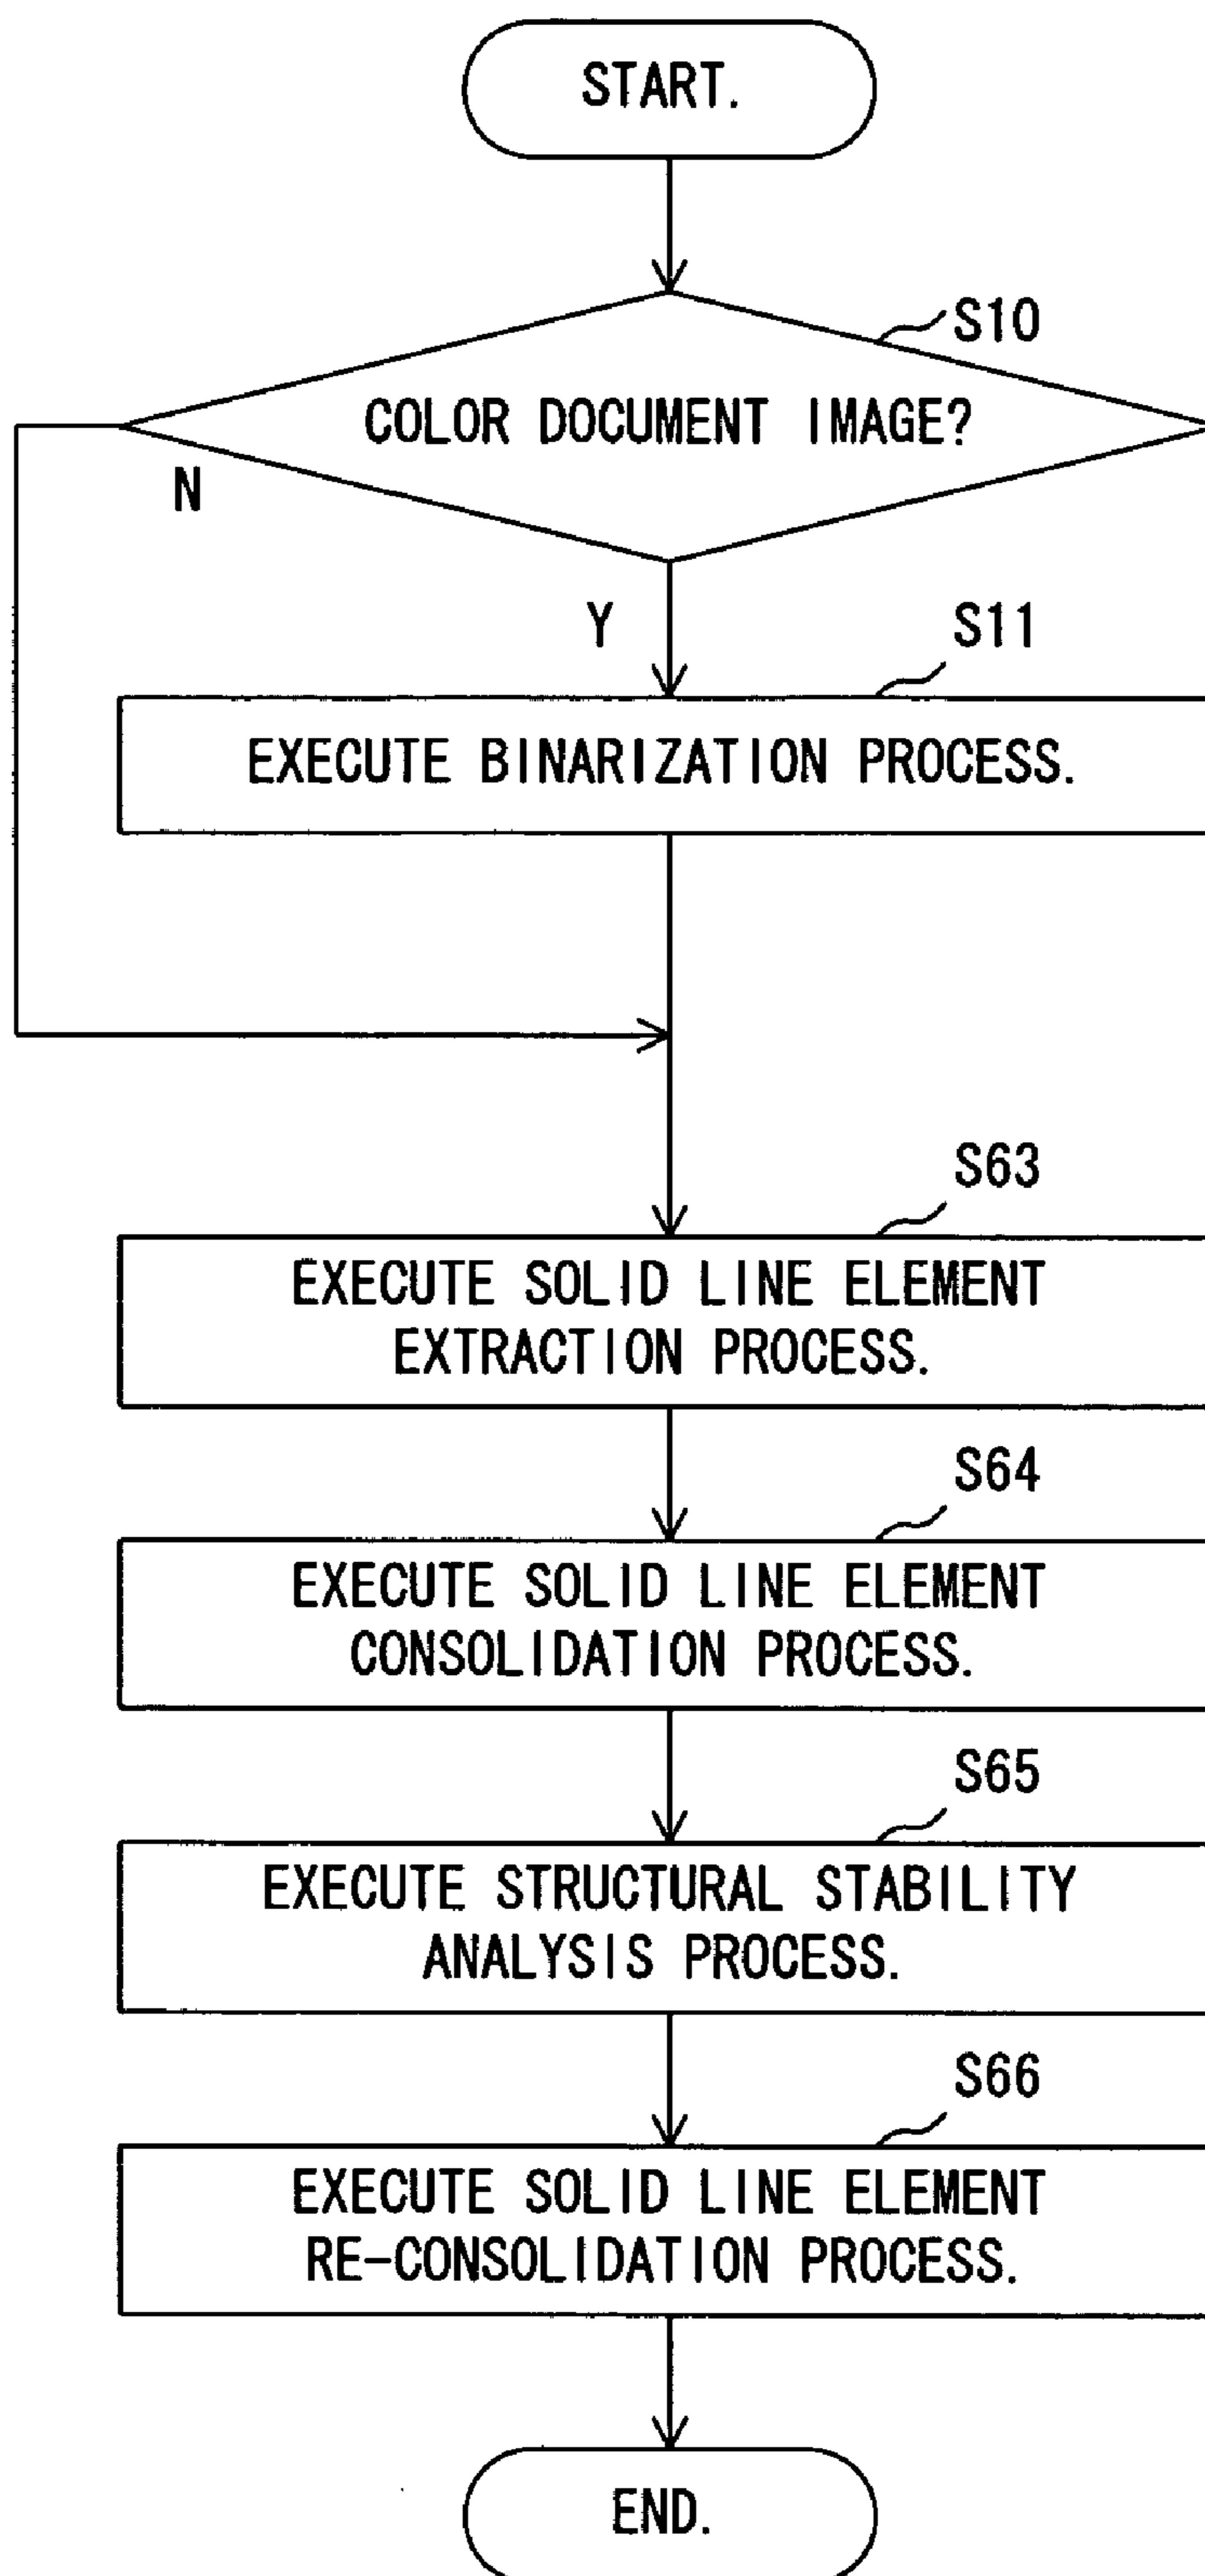 START.
S10
COLOR DOCUMENT IMAGE?
N
Y
S11
EXECUTE BINARIZATION PROCESS.
S63
EXECUTE SOLID LINE ELEMENT
EXTRACTION PROCESS.
S64
EXECUTE SOLID LINE ELEMENT
CONSOLIDATION PROCESS.
S65
EXECUTE STRUCTURAL STABILITY
ANALYSIS PROCESS.
S66
EXECUTE SOLID LINE ELEMENT
RE-CONSOLIDATION PROCESS.
END.